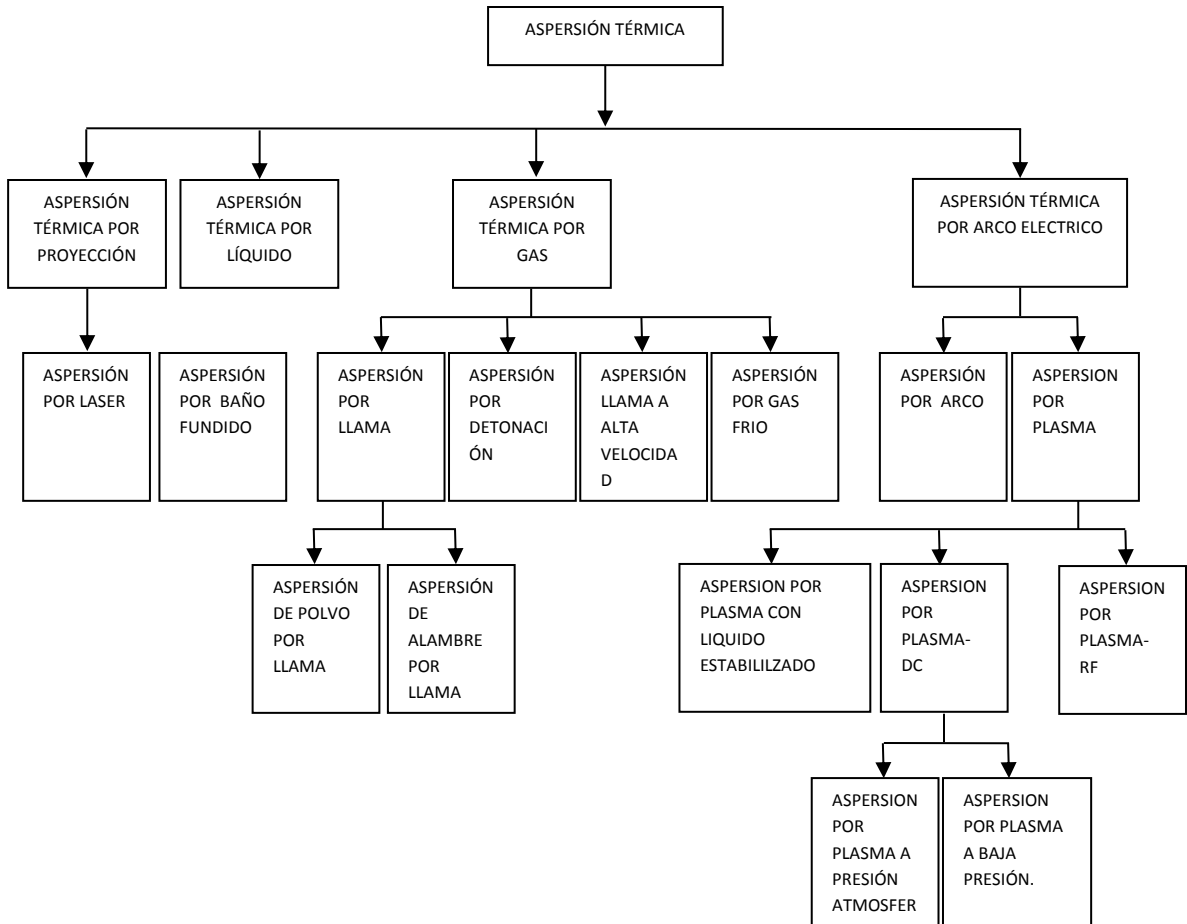 ASPERSIÓN TÉRMICA
ASPERSIÓN
TÉRMICA POR
PROYECCIÓN
ASPERSIÓN
TÉRMICA POR
LÍQUIDO
ASPERSIÓN
TÉRMICA POR
GAS
ASPERSIÓN TÉRMICA
POR ARCO ELECTRICO
ASPERSIÓN
POR LASER
ASPERSIÓN
POR BAÑO
FUNDIDO
ASPERSIÓN
POR
LLAMA
ASPERSIÓN
POR
DETONACI
ÓN
ASPERSIÓN
LLAMA A
ALTA
VELOCIDA
D
ASPERSIÓN
POR GAS
FRIO
ASPERSIÓN
POR ARCO
ASPERSION
POR
PLASMA
ASPERSIÓN
DE POLVO
POR
LLAMA
ASPERSIÓN
DE
ALAMBRE
POR
LLAMA
ASPERSION POR
PLASMA CON
LIQUIDO
ESTABILILZADO
ASPERSION
POR
PLASMA-
DC
ASPERSION
POR
PLASMA-
RF
ASPERSION
POR
PLASMA A
PRESIÓN
ATMOSFER
ASPERSION
POR PLASMA
A BAJA
PRESIÓN.